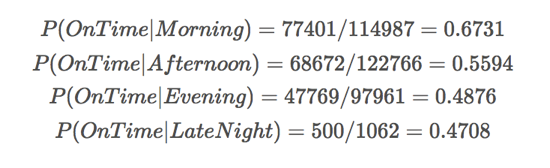 P(OnTime|Morning) = 77401/114987 = 0.6731
P(OnTime|Afternoon) = 68672/122766 = 0.5594
P(OnTime|Evening) = 47769/97961 = 0.4876
P(OnTime|LateNight) = 500/1062 = 0.4708